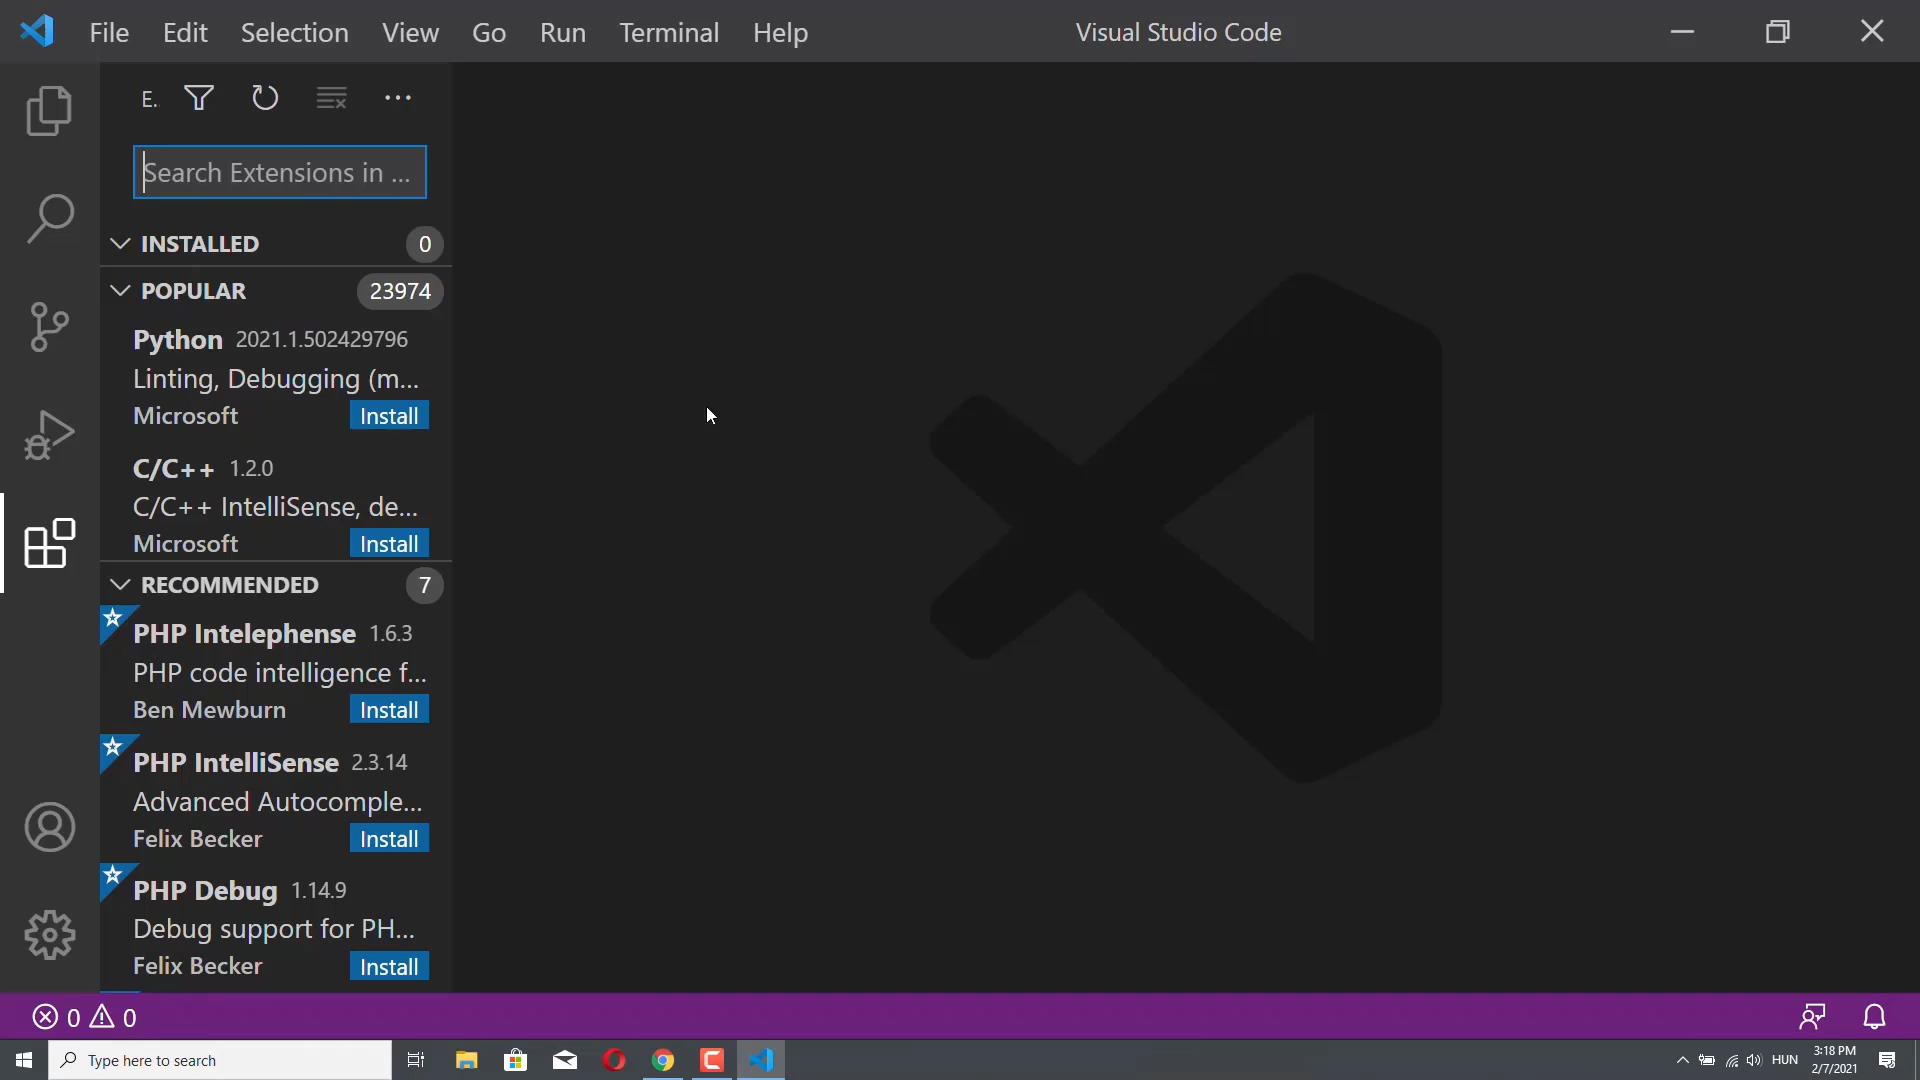 File Edit Selection View Go Run Terminal Help Visual Studio Code
E.
Search Extensions in ...
INSTALLED 0
POPULAR 23974
Python 2021.1.502429796
Linting, Debugging (m...
Microsoft Install
C/C++ 1.2.0
C/C++ IntelliSense, de...
Microsoft Install
RECOMMENDED 7
PHP Intelephense 1.6.3
PHP code intelligence f...
Ben Mewburn Install
PHP IntelliSense 2.3.14
Advanced Autocomple...
Felix Becker Install
PHP Debug 1.14.9
Debug support for PH...
Felix Becker Install
0 0
Type here to search
HUN
3:18 PM
2/7/2021